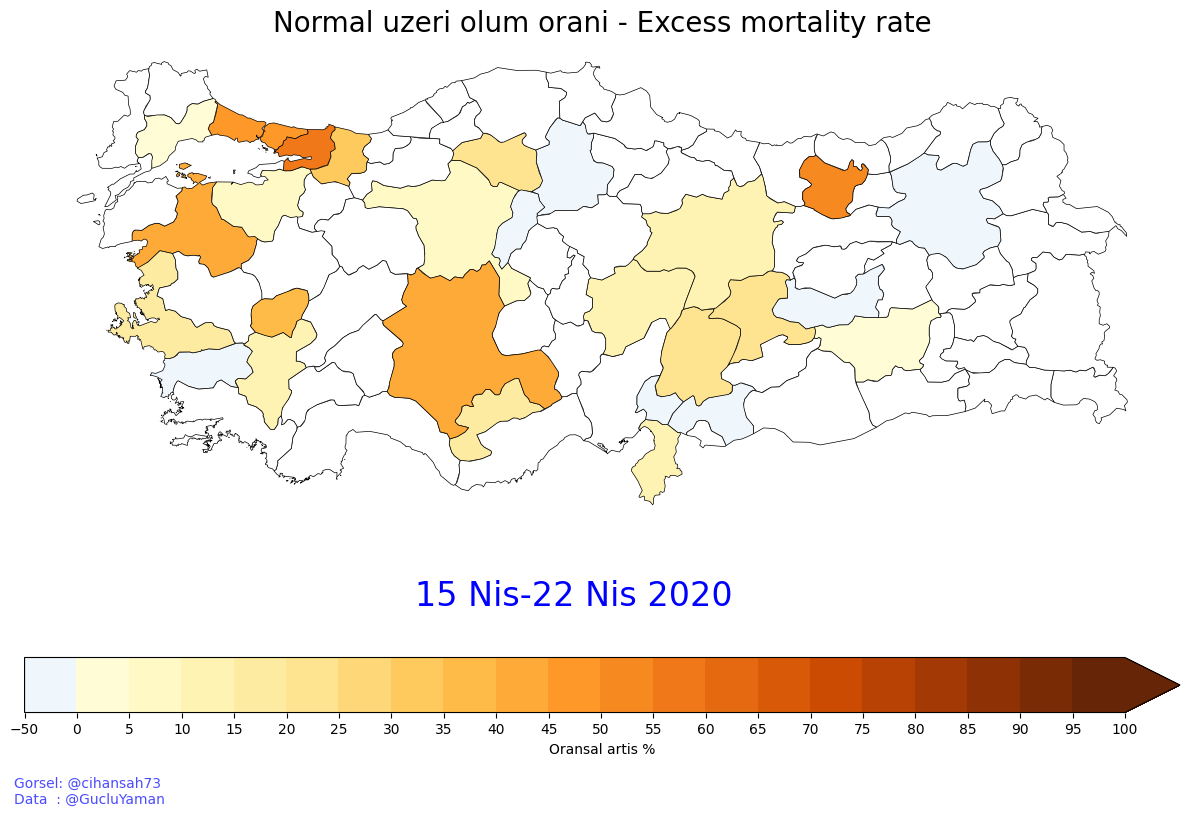 Normal uzeri olum orani - Excess mortality rate
15 Nis-22 Nis 2020
−50 0 5 10 15 20 25 30 35 40 45 50 55 60 65 70 75 80 85 90 95 100
Oransal artis %
Gorsel: @cihansah73
Data  : @GucluYaman